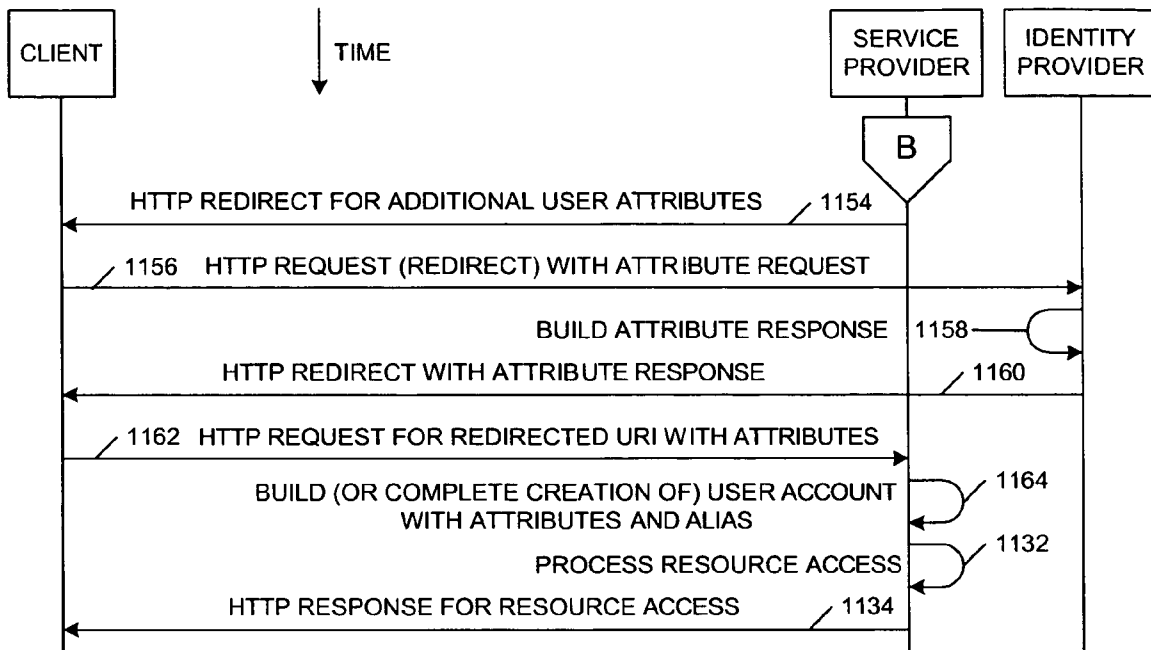 CLIENT
TIME
SERVICE
PROVIDER
IDENTITY
PROVIDER
B
HTTP REDIRECT FOR ADDITIONAL USER ATTRIBUTES
1154
1156
HTTP REQUEST (REDIRECT) WITH ATTRIBUTE REQUEST
BUILD ATTRIBUTE RESPONSE
1158
HTTP REDIRECT WITH ATTRIBUTE RESPONSE
1160
1162
HTTP REQUEST FOR REDIRECTED URI WITH ATTRIBUTES
BUILD (OR COMPLETE CREATION OF) USER ACCOUNT
WITH ATTRIBUTES AND ALIAS
1164
PROCESS RESOURCE ACCESS
1132
HTTP RESPONSE FOR RESOURCE ACCESS
1134